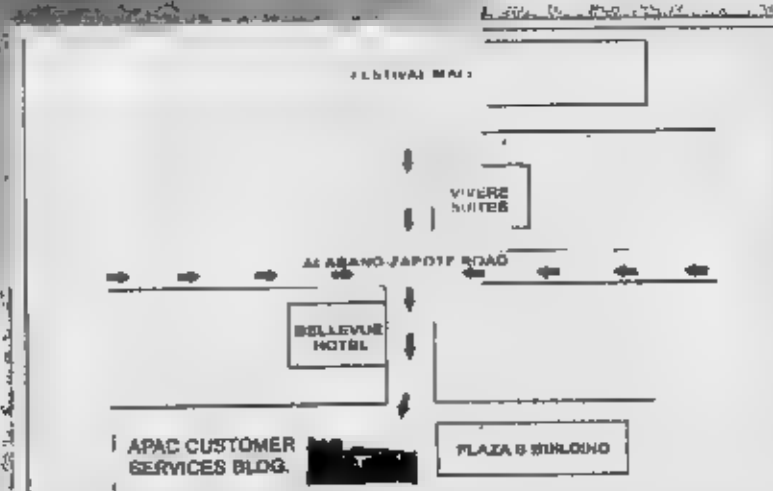 FESTIVAL MALL
VIVERE
SUITES
ALABANG-ZAPOTE ROAD
BELLEVUE
HOTEL
APAC CUSTOMER
SERVICES BLDG.
PLAZA B BUILDING